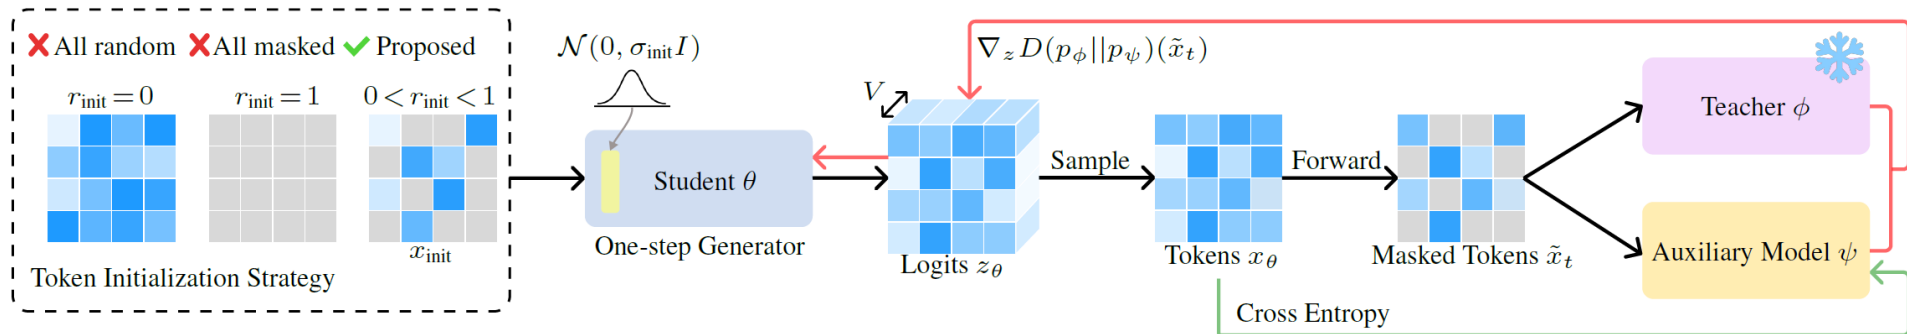 All random All masked Proposed
r_init = 0 r_init = 1 0 < r_init < 1
x_init
Token Initialization Strategy
𝒩(0, σ_init I)
Student θ
One-step Generator
∇_z D(p_ϕ||p_ψ)(x̃_t)
V
Logits z_θ
Sample
Tokens x_θ
Forward
Masked Tokens x̃_t
Teacher ϕ
Auxiliary Model ψ
Cross Entropy